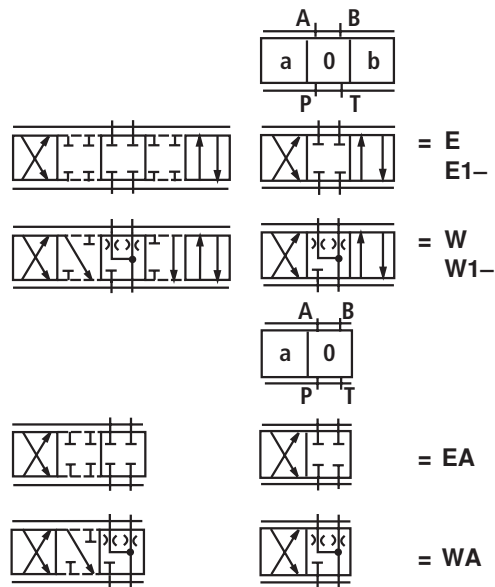 A B
a 0 b
P T
= E
E1–
= W
W1–
A B
a 0
P T
= EA
= WA